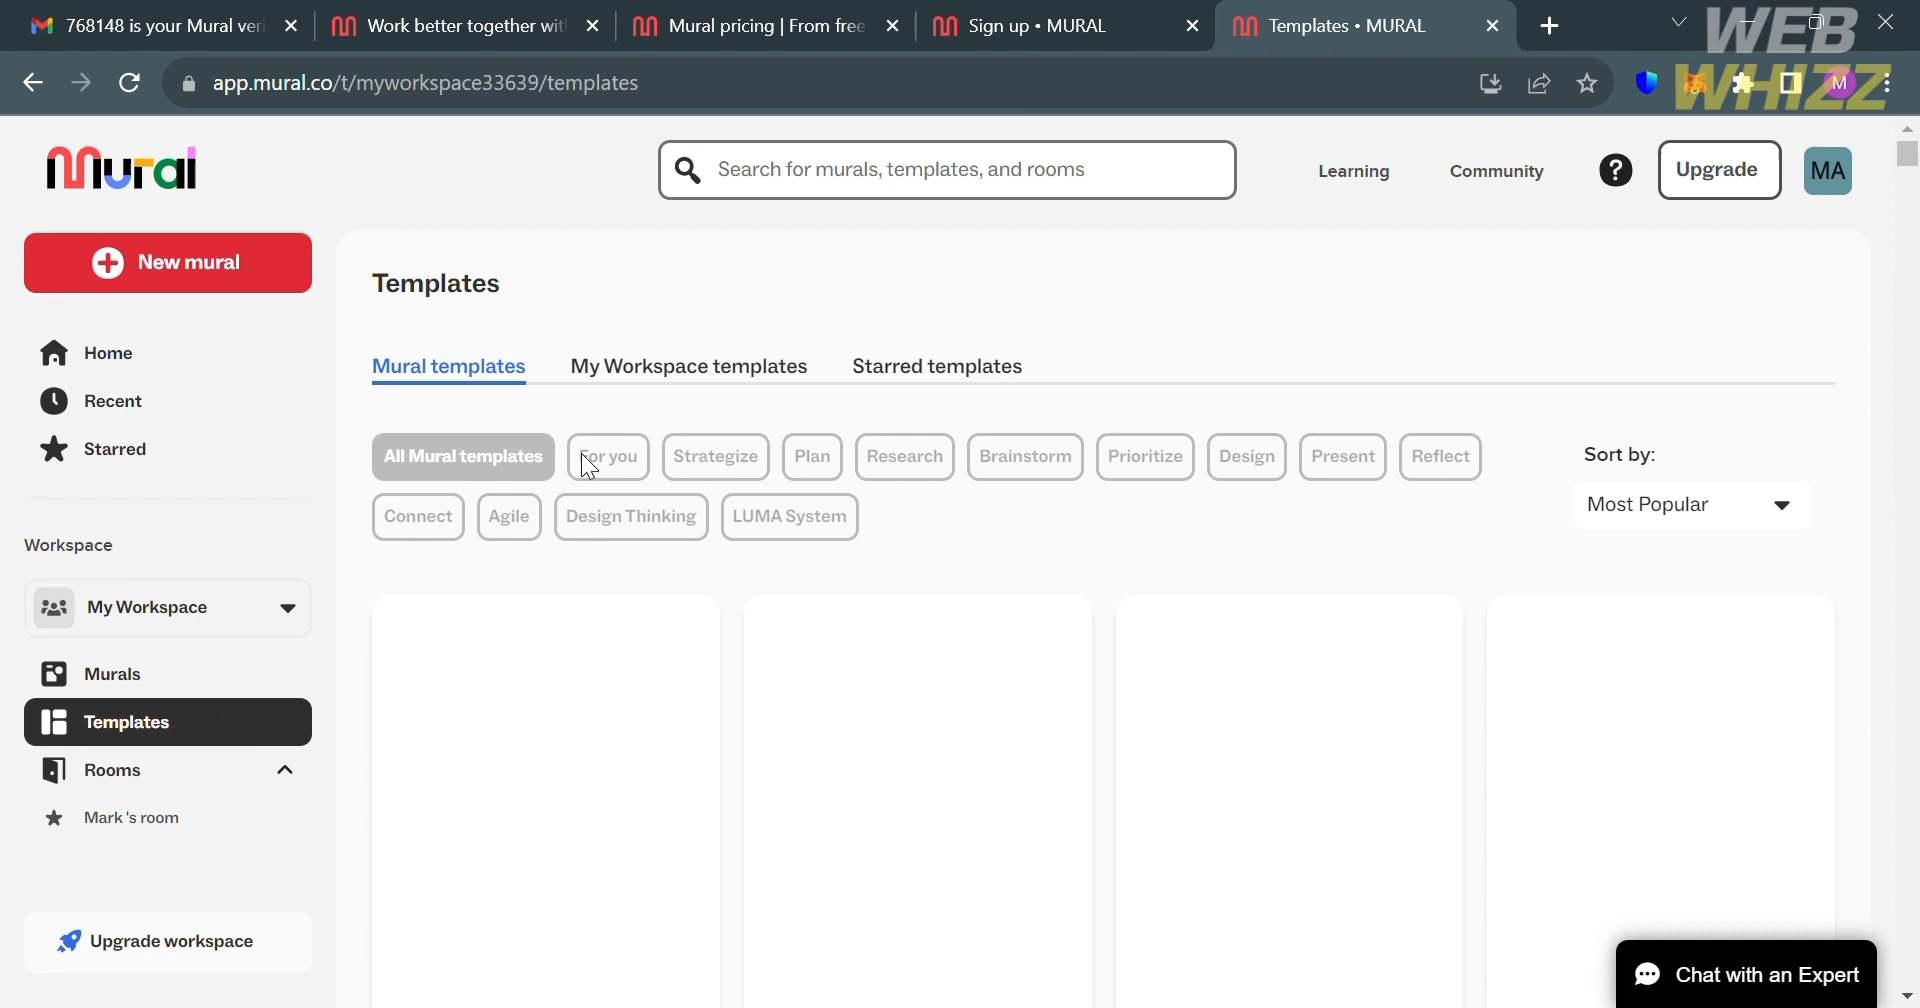 768148 is your Mural veri
Work better together wit
Mural pricing | From free
Sign up • MURAL
Templates • MURAL
WEB
WHIZZ
app.mural.co/t/myworkspace33639/templates
M
Mural
Search for murals, templates, and rooms
Learning
Community
?
Upgrade
MA
New mural
Templates
Home
Mural templates
My Workspace templates
Starred templates
Recent
Starred
All Mural templates
For you
Strategize
Plan
Research
Brainstorm
Prioritize
Design
Present
Reflect
Sort by:
Connect
Agile
Design Thinking
LUMA System
Most Popular
Workspace
My Workspace
Murals
Templates
Rooms
Mark 's room
Upgrade workspace
Chat with an Expert